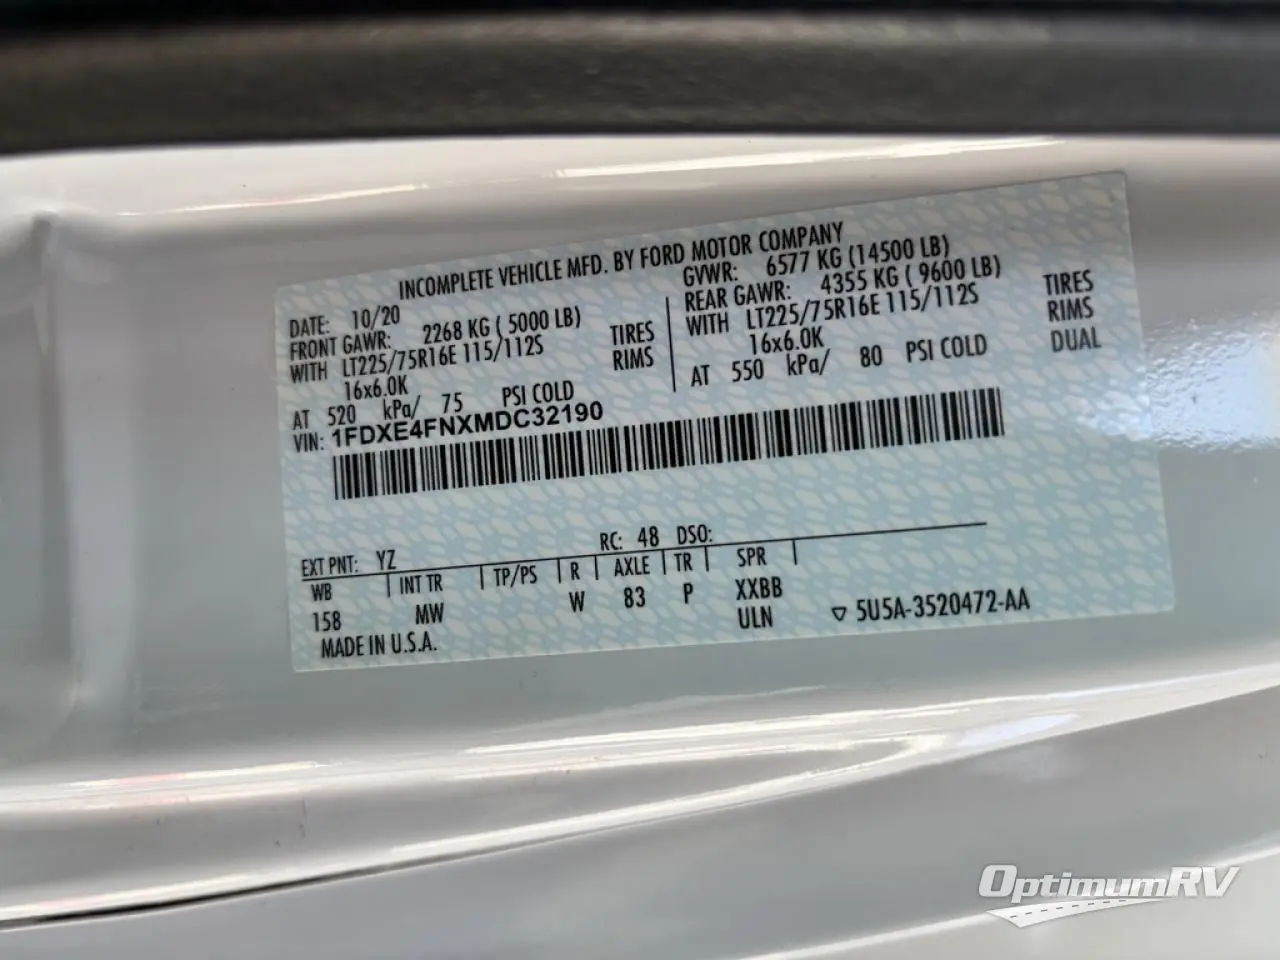 INCOMPLETE VEHICLE MFD. BY FORD MOTOR COMPANY
DATE: 10/20
GVWR: 6577 KG (14500 LB)
FRONT GAWR: 2268 KG ( 5000 LB)
WITH LT225/75R16E 115/112S TIRES
16x6.0K RIMS
AT 520 kPa/ 75 PSI COLD
REAR GAWR: 4355 KG ( 9600 LB)
WITH LT225/75R16E 115/112S TIRES
16x6.0K RIMS
AT 550 kPa/ 80 PSI COLD DUAL
VIN: 1FDXE4FNXMDC32190
EXT PNT: YZ RC: 48 DSO:
WB INT TR TP/PS R AXLE TR SPR
158 MW W 83 P XXBB
ULN
MADE IN U.S.A.
5U5A-3520472-AA
OptimumRV